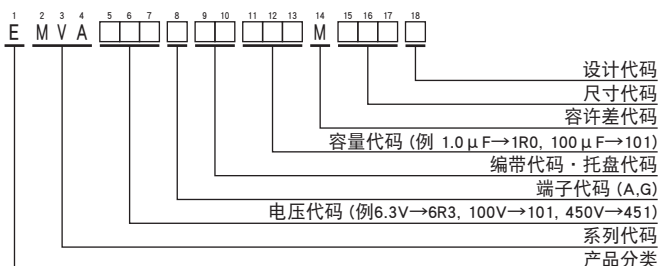 1 2 3 4 5 6 7 8 9 10 11 12 13 14 15 16 17 18
E M V A □□□ □ □□ □□□ M □□□ □
设计代码
尺寸代码
容许差代码
容量代码 (例 1.0μF→1R0, 100μF→101)
编带代码・托盘代码
端子代码 (A,G)
电压代码 (例6.3V→6R3, 100V→101, 450V→451)
系列代码
产品分类